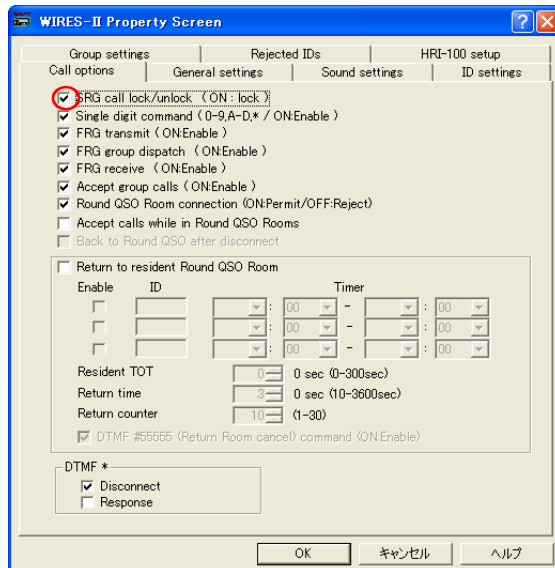 WIRES-II Property Screen
Group settings Rejected IDs HRI-100 setup
Call options General settings Sound settings ID settings
SRG call lock/unlock ( ON : lock )
Single digit command ( 0-9,A-D,* / ON:Enable )
FRG transmit ( ON:Enable )
FRG group dispatch ( ON:Enable )
FRG receive ( ON:Enable )
Accept group calls ( ON:Enable )
Round QSO Room connection (ON:Permit/OFF:Reject)
Accept calls while in Round QSO Rooms
Back to Round QSO after disconnect
Return to resident Round QSO Room
Enable ID Timer
: 00 - : 00
: 00 - : 00
: 00 - : 00
Resident TOT 0 0 sec (0-300sec)
Return time 3 0 sec (10-3600sec)
Return counter 10 (1-30)
DTMF #55555 (Return Room cancel) command (ON:Enable)
DTMF *
Disconnect
Response
OK キャンセル ヘルプ